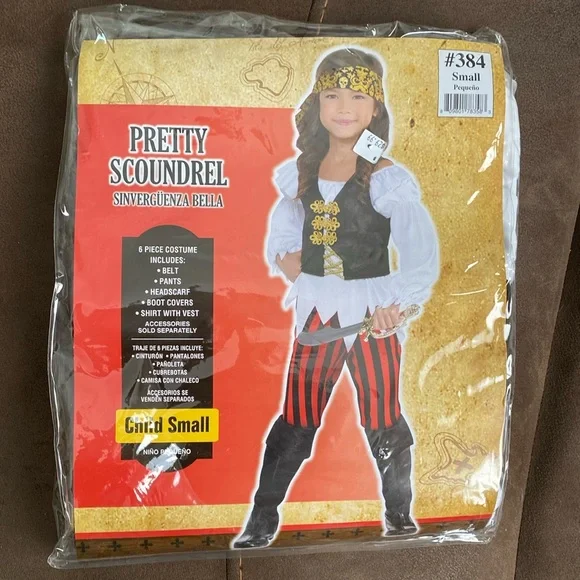 #384
Small
Pequeño
PRETTY
SCOUNDREL
SINVERGÜENZA BELLA
6 PIECE COSTUME
INCLUDES:
• BELT
• PANTS
• HEADSCARF
• BOOT COVERS
• SHIRT WITH VEST
ACCESSORIES
SOLD SEPARATELY
TRAJE DE 6 PIEZAS INCLUYE:
• CINTURÓN • PANTALONES
• PAÑOLETA
• CUBREBOTAS
• CAMISA CON CHALECO
ACCESORIOS SE
VENDEN SEPARADOS
Child Small
NIÑO PEQUEÑO